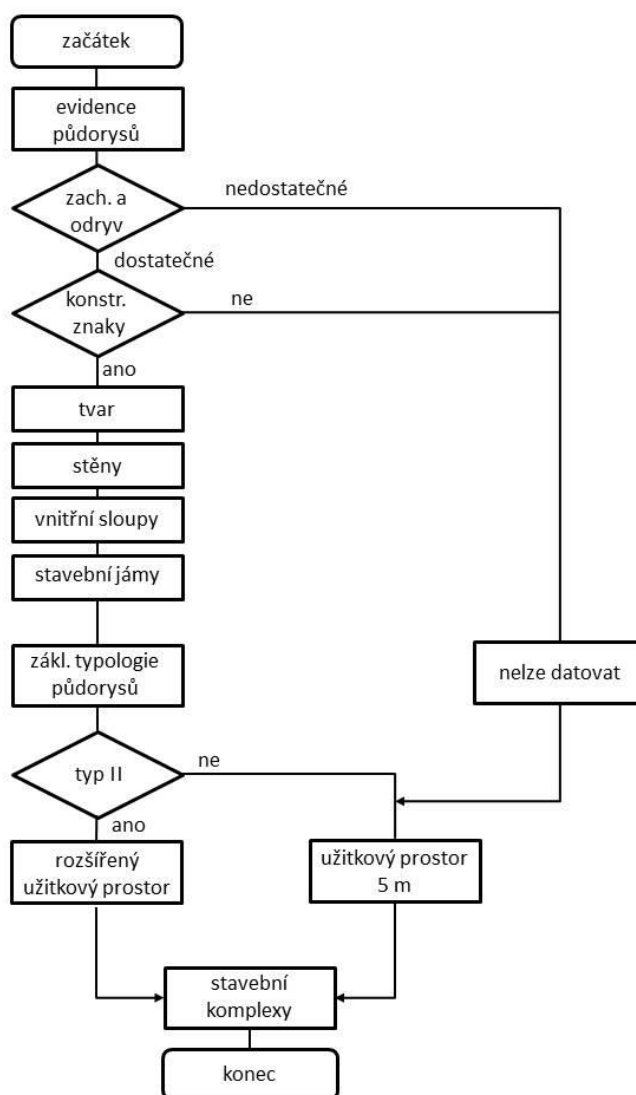 začátek
evidence
půdorysů
zach. a
odryv
nedostatečné
dostatečné
konstr.
znaky
ne
ano
tvar
stěny
vnitřní sloupy
stavební jámy
zákl. typologie
půdorysů
nelze datovat
typ II
ne
ano
rozšířený
užitkový prostor
užitkový prostor
5 m
stavební
komplexy
konec